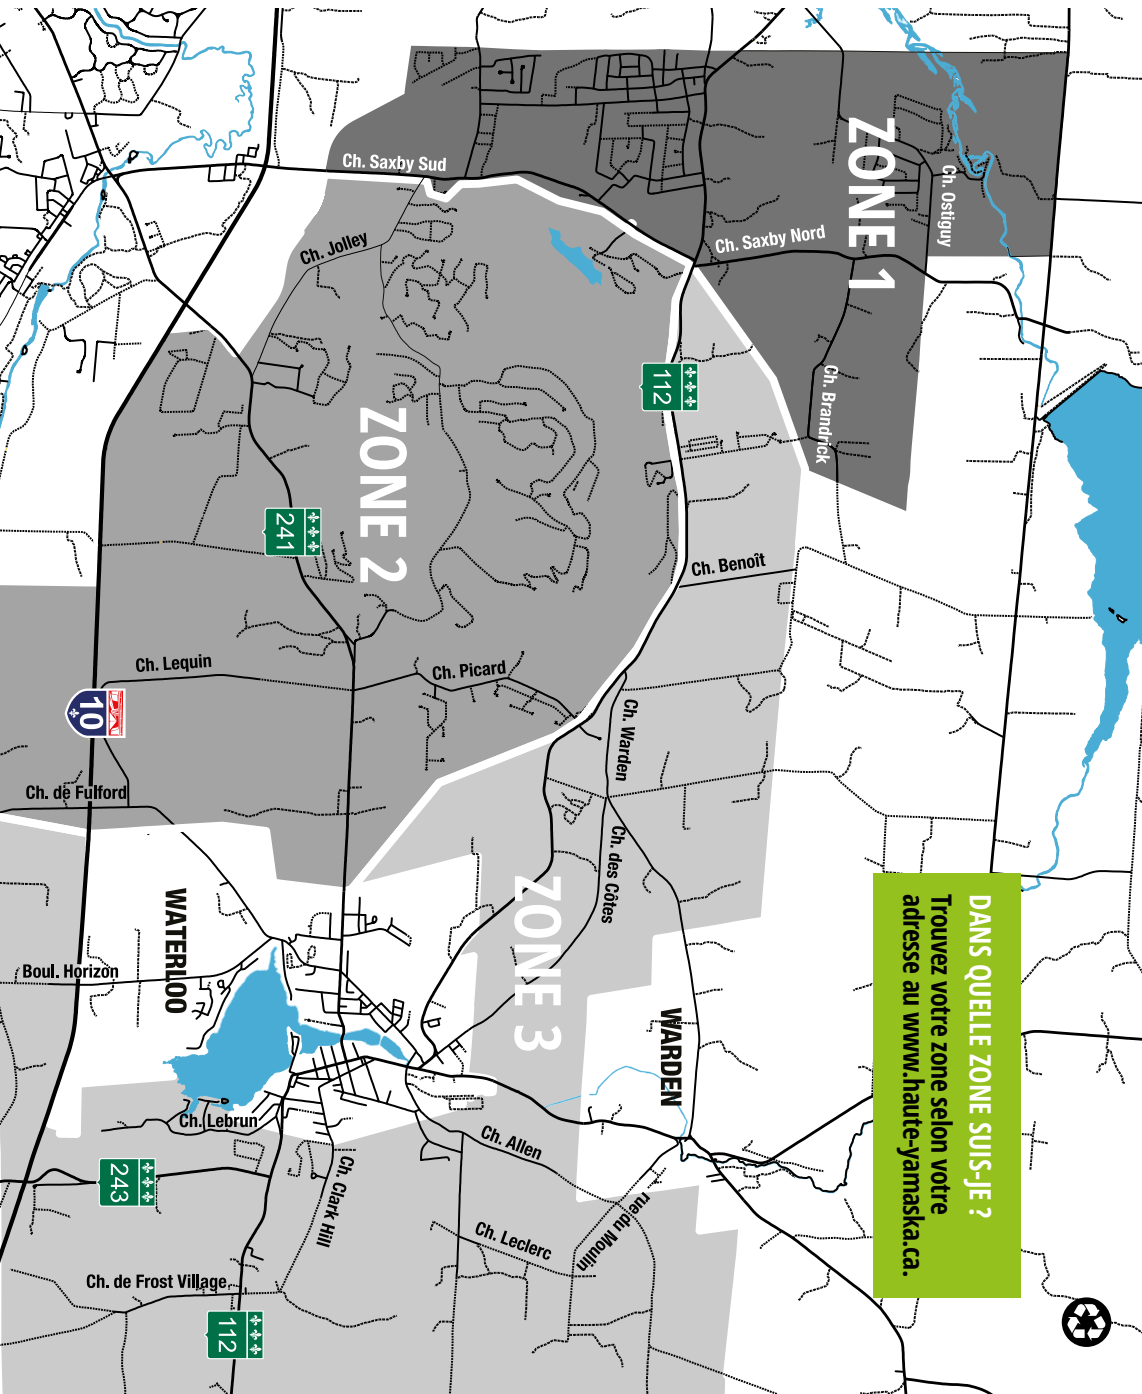 DANS QUELLE ZONE SUIS-JE ?
Trouvez votre zone selon votre
adresse au www.haute-yamaska.ca.
ZONE 1
Ch. Ostiguy
Ch. Saxby Nord
Ch. Brandrick
Ch. Saxby Sud
Ch. Jolley
112
ZONE 2
241
Ch. Benoît
Ch. Lequin
Ch. Picard
10
Ch. Warden
Ch. de Fulford
Ch. des Côtes
ZONE 3
WATERLOO
Boul. Horizon
WARDEN
Ch. Lebrun
Ch. Allen
243
Ch. Clark Hill
rue du Moulin
Ch. Leclerc
Ch. de Frost Village
112